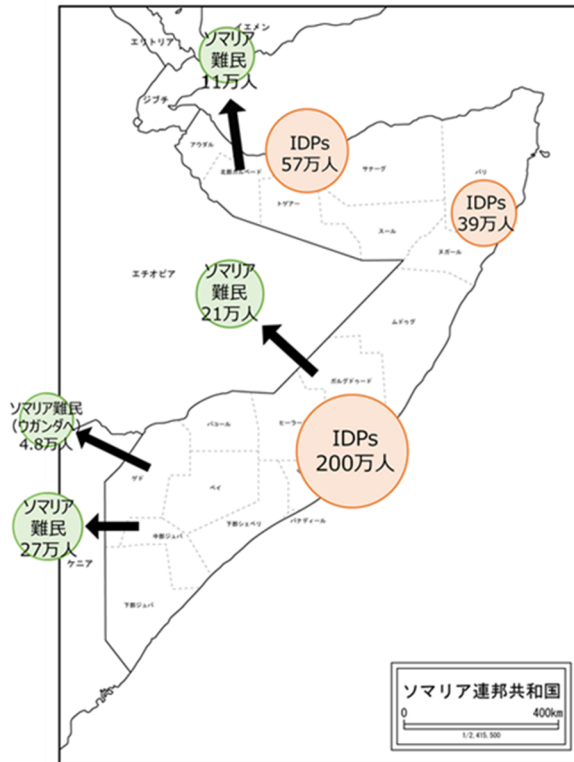 イエメン
エリトリア
ソマリア
難民
11万人
ジブチ
アウダル
IDPs
57万人
サナーグ
バリ
トゲアー
IDPs
39万人
スール
ヌガール
エチオピア
ソマリア
難民
21万人
ムドゥグ
ガルグドゥード
ソマリア難民
(ウガンダへ)
4.8万人
バコール
ヒーラー
IDPs
200万人
ゲド
ベイ
ソマリア
難民
27万人
下部シェベリ
バナディール
中部ジュバ
ケニア
下部ジュバ
ソマリア連邦共和国
0 400km
1/2,415,500